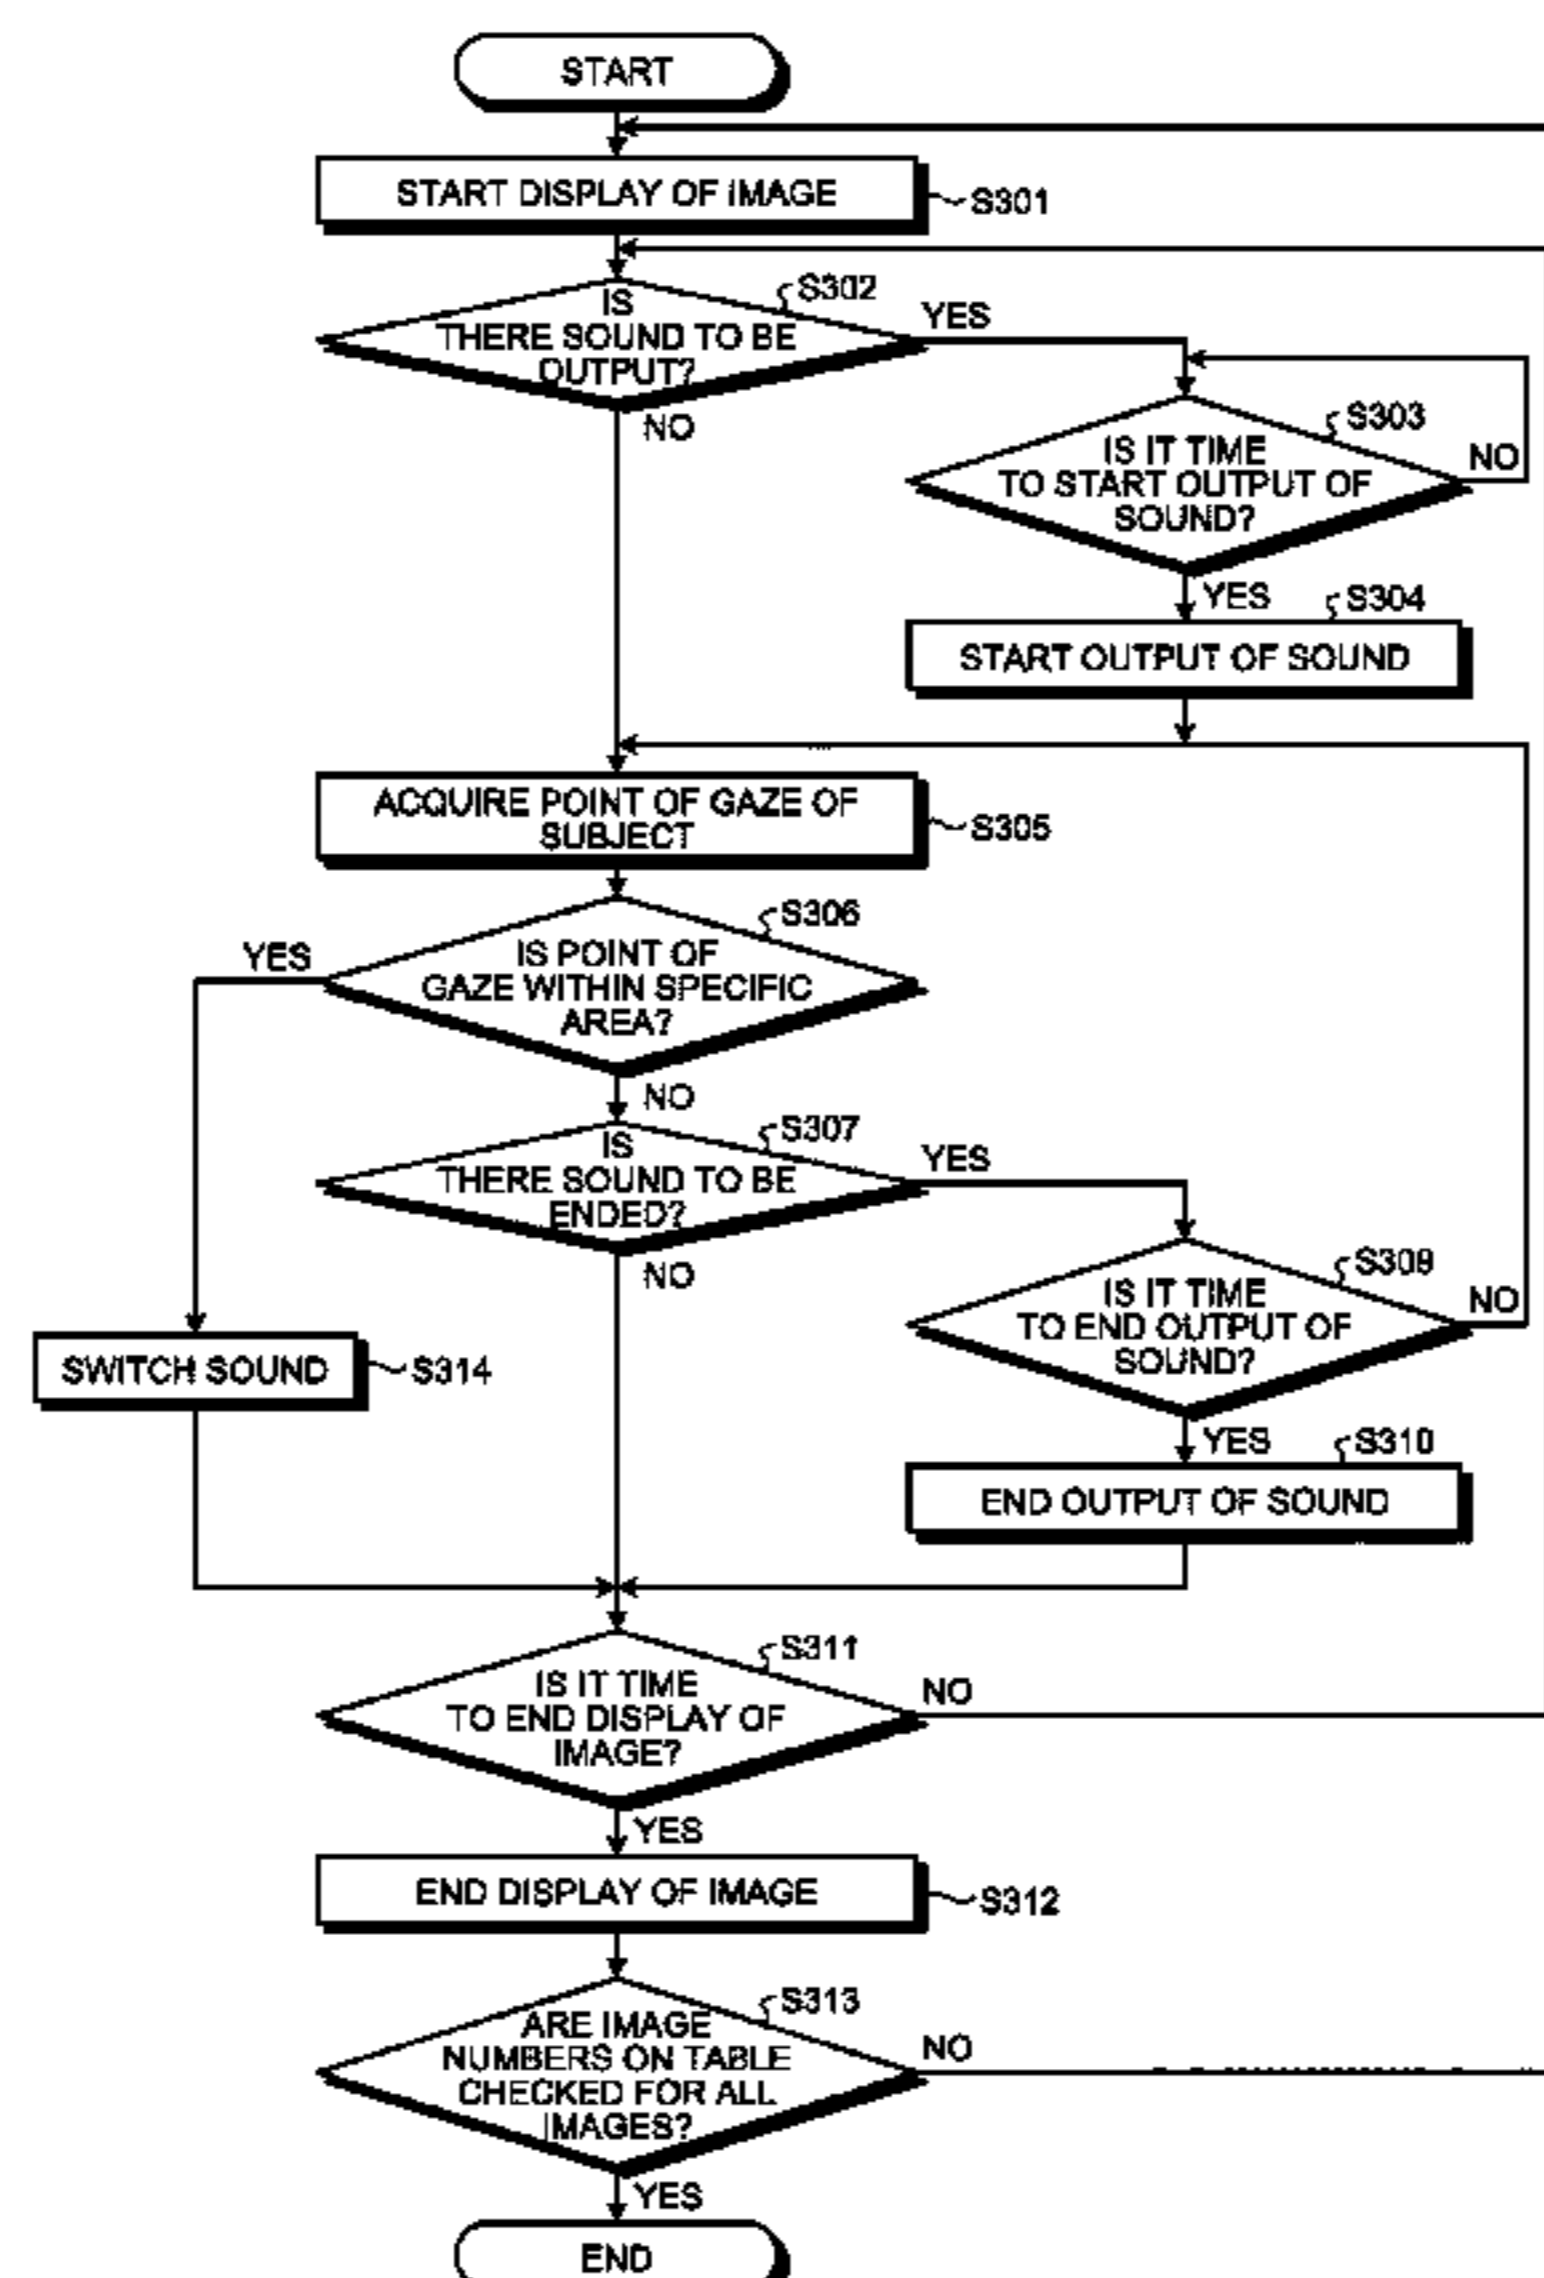 START
START DISPLAY OF IMAGE
S301
S302
IS
THERE SOUND TO BE
OUTPUT?
YES
NO
S303
IS IT TIME
TO START OUTPUT OF
SOUND?
NO
YES
S304
START OUTPUT OF SOUND
ACQUIRE POINT OF GAZE OF
SUBJECT
S305
S306
IS POINT OF
GAZE WITHIN SPECIFIC
AREA?
YES
NO
S307
IS
THERE SOUND TO BE
ENDED?
YES
NO
S309
IS IT TIME
TO END OUTPUT OF
SOUND?
NO
SWITCH SOUND
S314
YES
S310
END OUTPUT OF SOUND
S311
IS IT TIME
TO END DISPLAY OF
IMAGE?
NO
YES
END DISPLAY OF IMAGE
S312
S313
ARE IMAGE
NUMBERS ON TABLE
CHECKED FOR ALL
IMAGES?
NO
YES
END